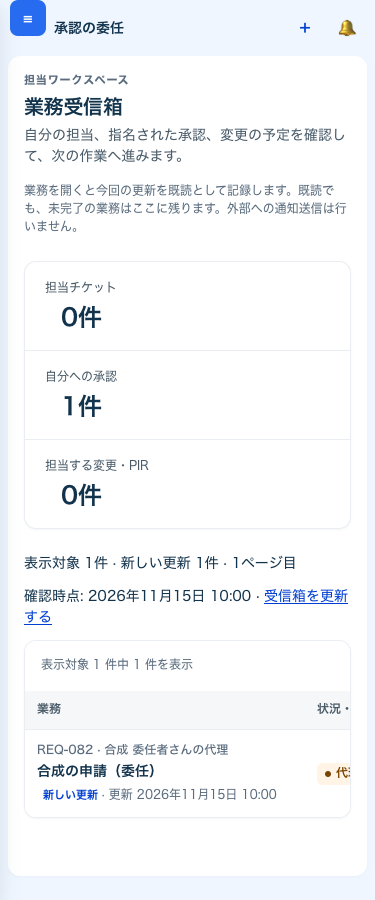 承認の委任
担当ワークスペース
業務受信箱
自分の担当、指名された承認、変更の予定を確認し
て、次の作業へ進みます。
業務を開くと今回の更新を既読として記録します。既読で
も、未完了の業務はここに残ります。外部への通知送信は行
いません。
担当チケット
0件
自分への承認
1件
担当する変更・PIR
0件
表示対象 1件 · 新しい更新 1件 · 1ページ目
確認時点: 2026年11月15日 10:00 · 受信箱を更新
する
表示対象 1 件中 1 件を表示
業務 状況・
REQ-082 · 合成 委任者さんの代理
合成の申請（委任）
代
新しい更新 · 更新 2026年11月15日 10:00